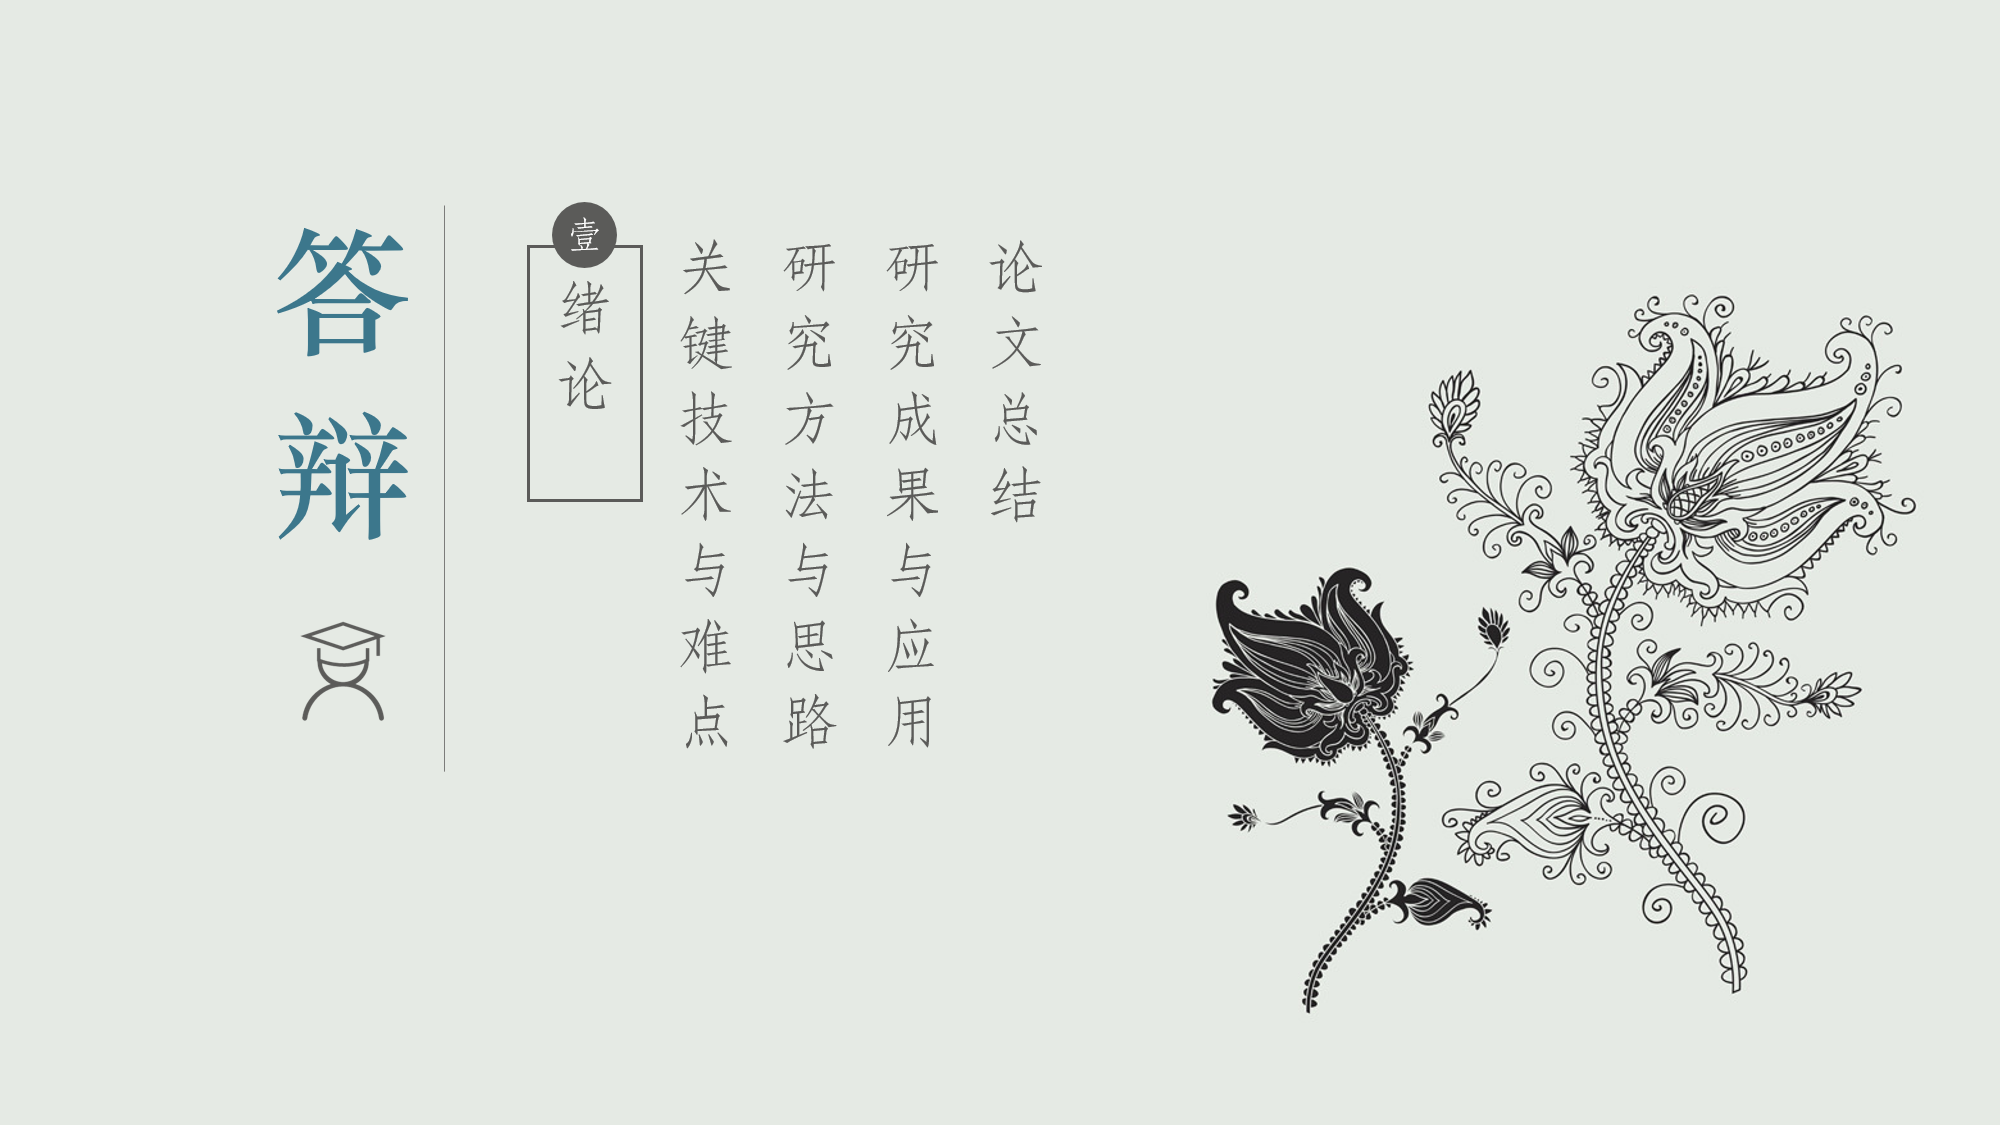 答辩
壹
绪论
关键技术与难点
研究方法与思路
研究成果与应用
论文总结